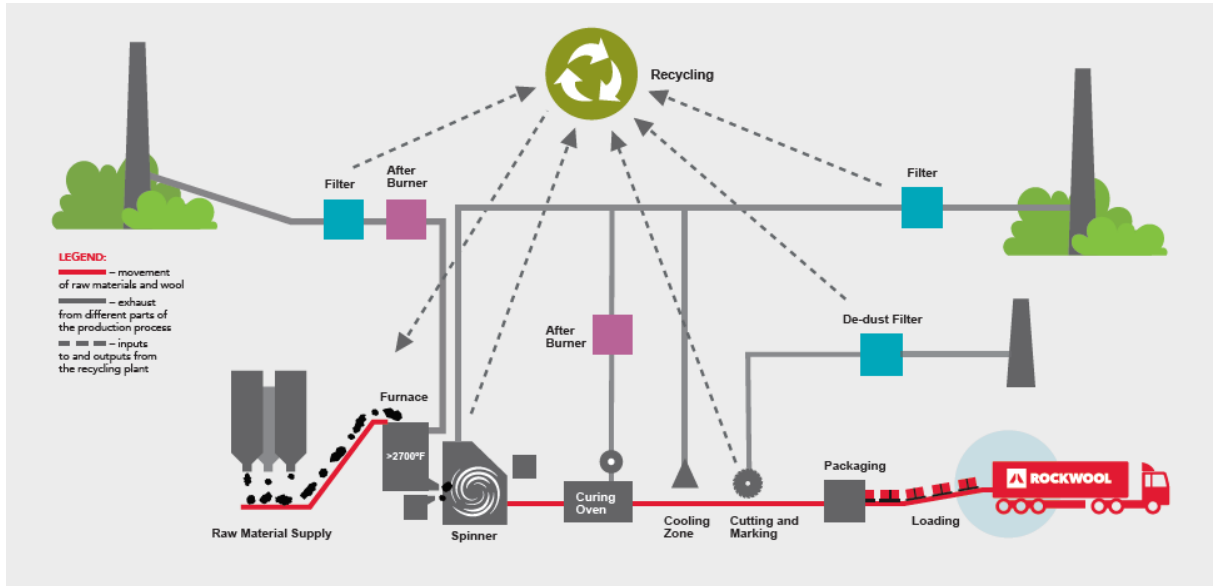 Recycling
Filter
After
Burner
Filter
LEGEND:
– movement
of raw materials and wool
– exhaust
from different parts of
the production process
– inputs
to and outputs from
the recycling plant
After
Burner
De-dust Filter
Furnace
>2700°F
Raw Material Supply
Spinner
Curing
Oven
Cooling
Zone
Cutting and
Marking
Packaging
Loading
ROCKWOOL